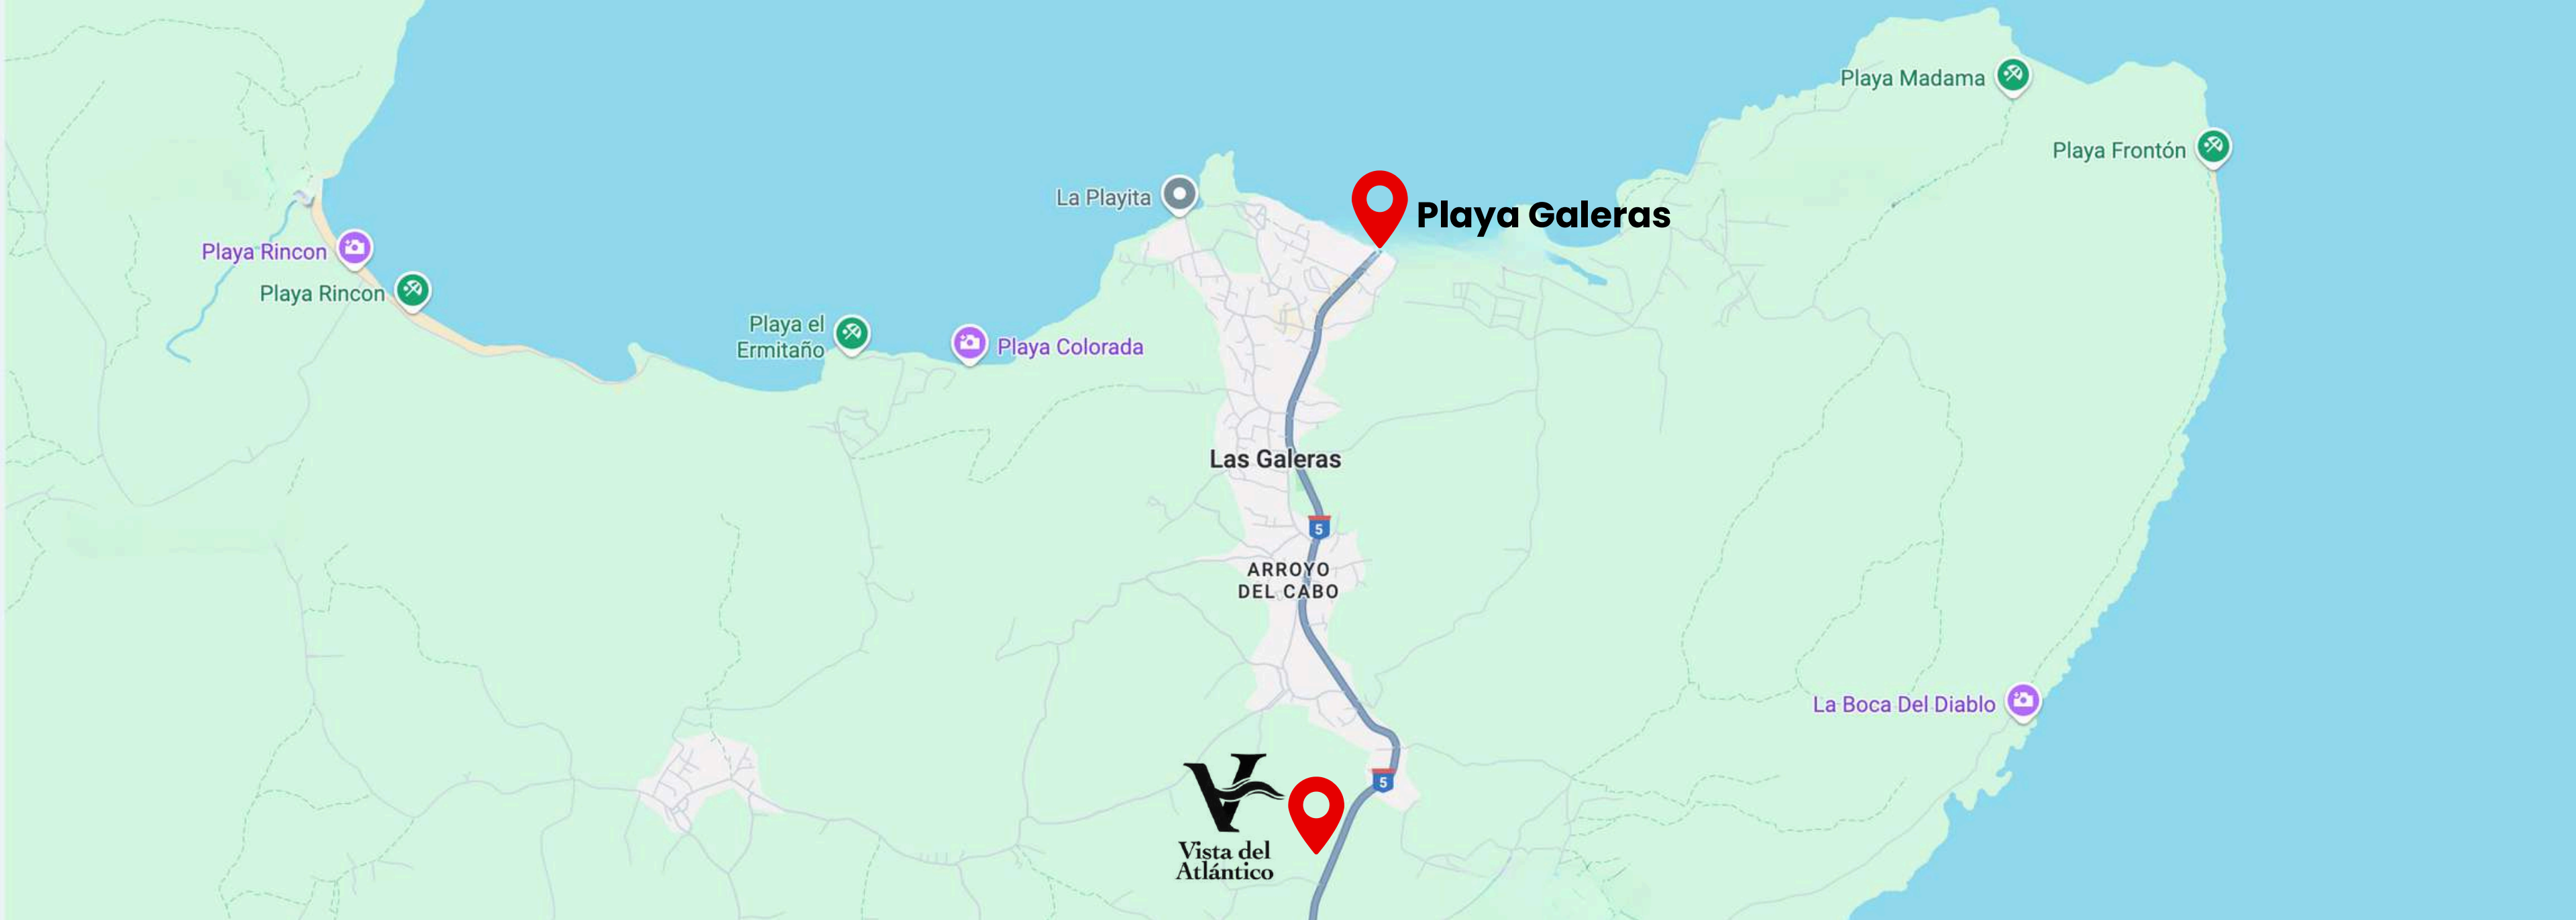 Playa Madama
Playa Frontón
La Playita
Playa Galeras
Playa Rincon
Playa Rincon
Playa el
Ermitaño
Playa Colorada
Las Galeras
5
ARROYO
DEL CABO
La Boca Del Diablo
5
V
Vista del
Atlántico